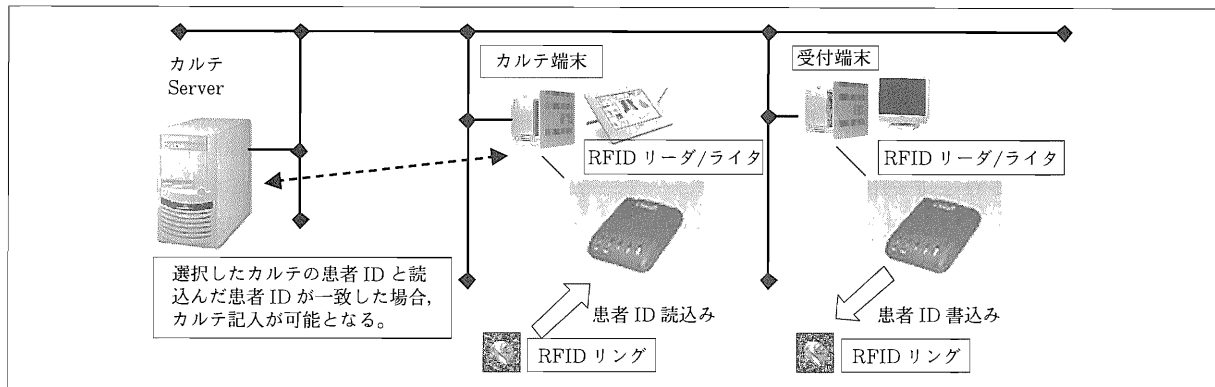 カルテ
Server
カルテ端末
受付端末
RFID リーダ/ライタ
RFID リーダ/ライタ
選択したカルテの患者 ID と読
込んだ患者 ID が一致した場合,
カルテ記入が可能となる。
患者 ID 読込み
患者 ID 書込み
RFID リング
RFID リング